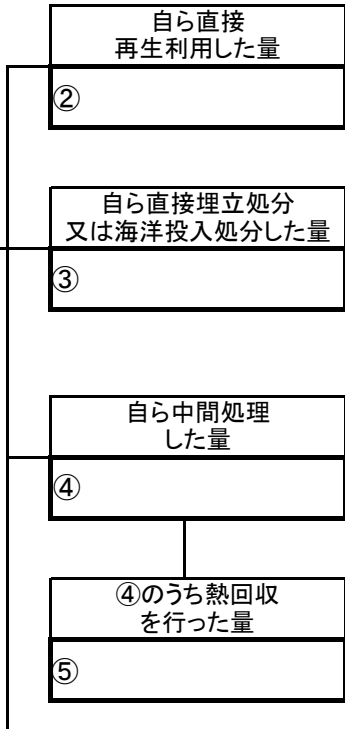 自ら直接
再生利用した量
②
自ら直接埋立処分
又は海洋投入処分した量
③
自ら中間処理
した量
④
④のうち熱回収
を行った量
⑤